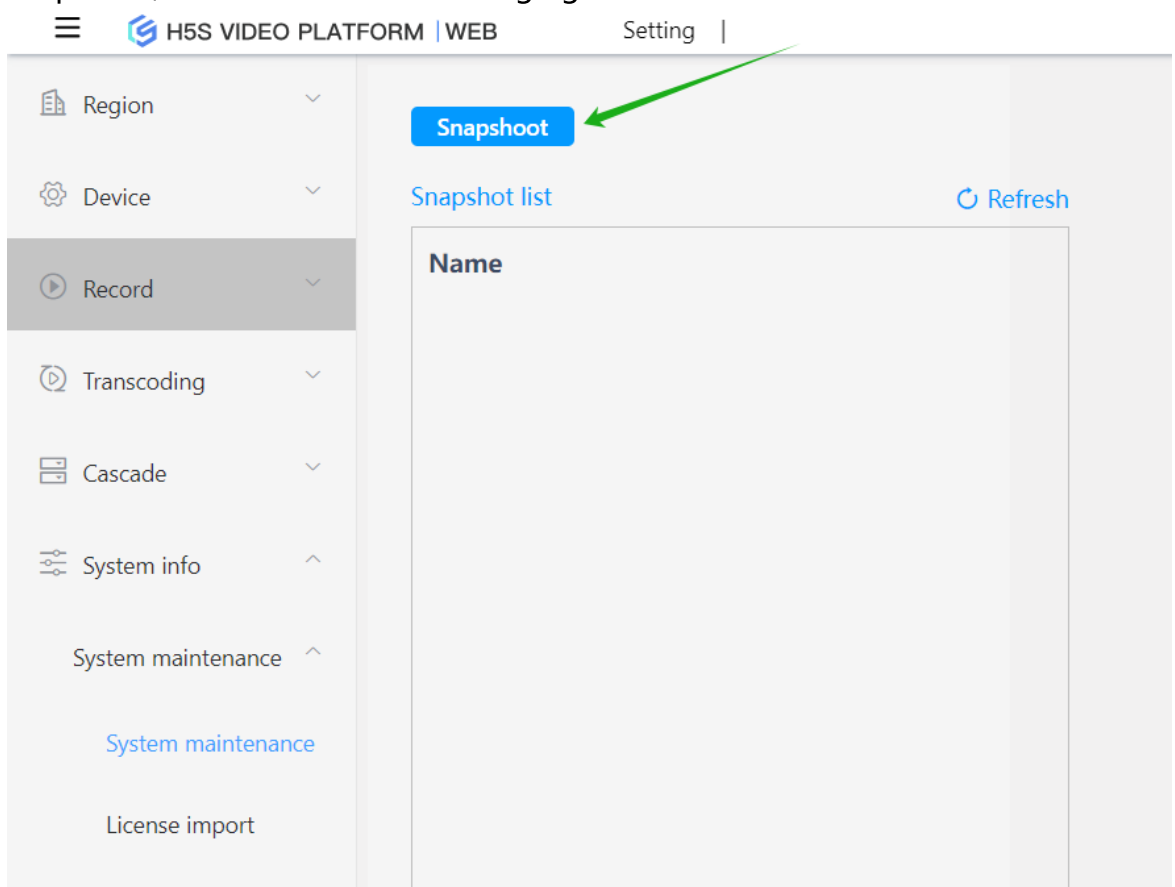 H5S VIDEO PLATFORM | WEB
Setting |
Region
Device
Record
Transcoding
Cascade
System info
System maintenance
System maintenance
License import
Snapshoot
Snapshot list
Refresh
Name